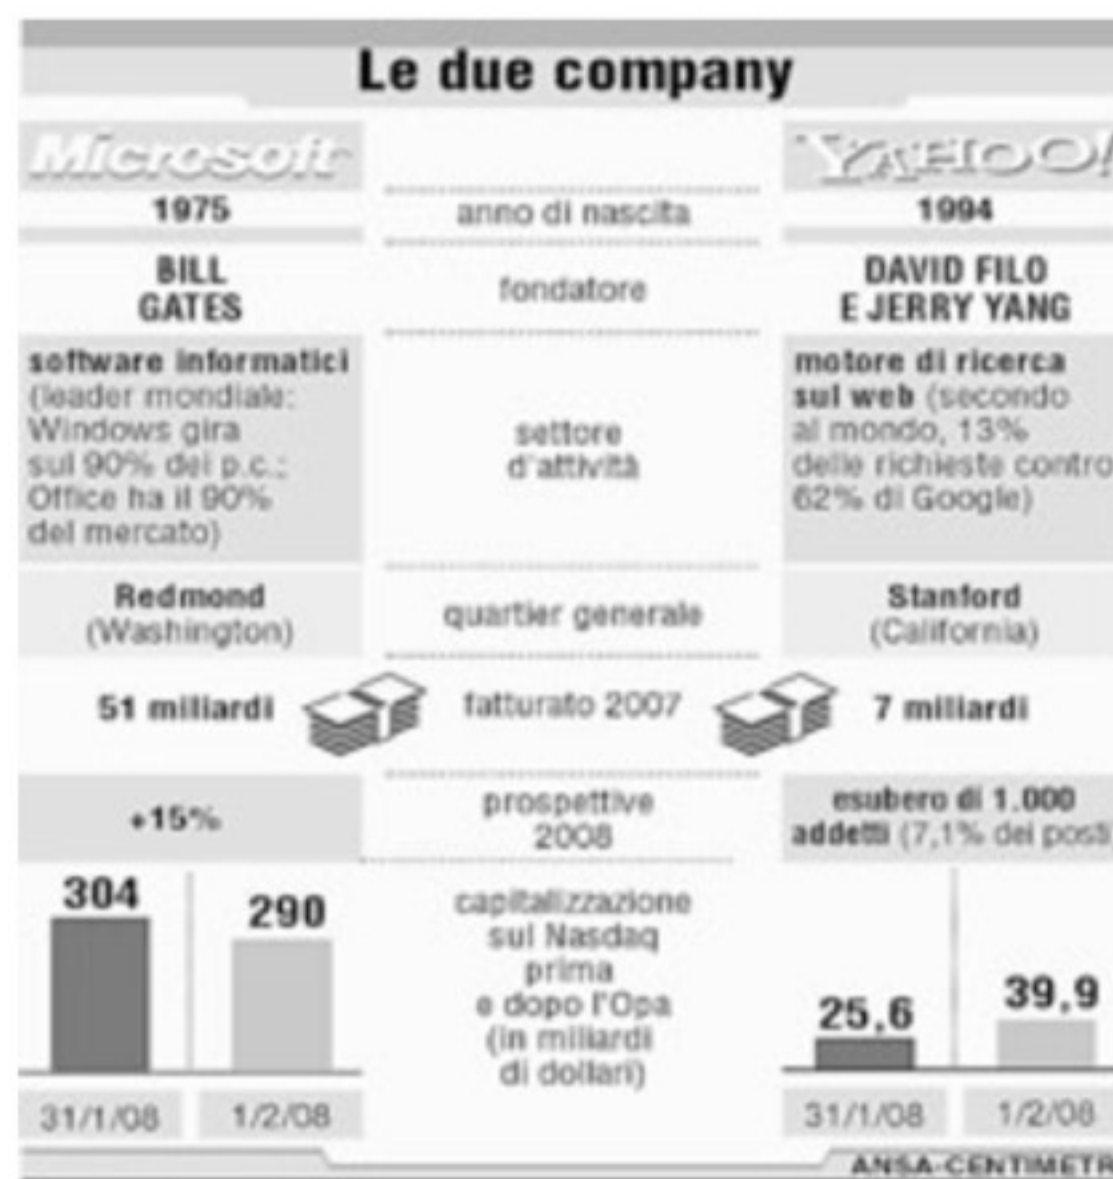 Le due company
Microsoft
YAHOO!
1975
anno di nascita
1994
BILL
GATES
fondatore
DAVID FILO
E JERRY YANG
software informatici
(leader mondiale:
Windows gira
sul 90% dei p.c.;
Office ha il 90%
del mercato)
settore
d'attività
motore di ricerca
sul web (secondo
al mondo, 13%
delle richieste contro
62% di Google)
Redmond
(Washington)
quartier generale
Stanford
(California)
51 miliardi
fatturato 2007
7 miliardi
+15%
prospettive
2008
esubero di 1.000
addetti (7,1% dei posti)
304
290
capitalizzazione
sul Nasdaq
prima
e dopo l'Opa
(in miliardi
di dollari)
25,6
39,9
31/1/08
1/2/08
31/1/08
1/2/08
ANSA-CENTIMETR